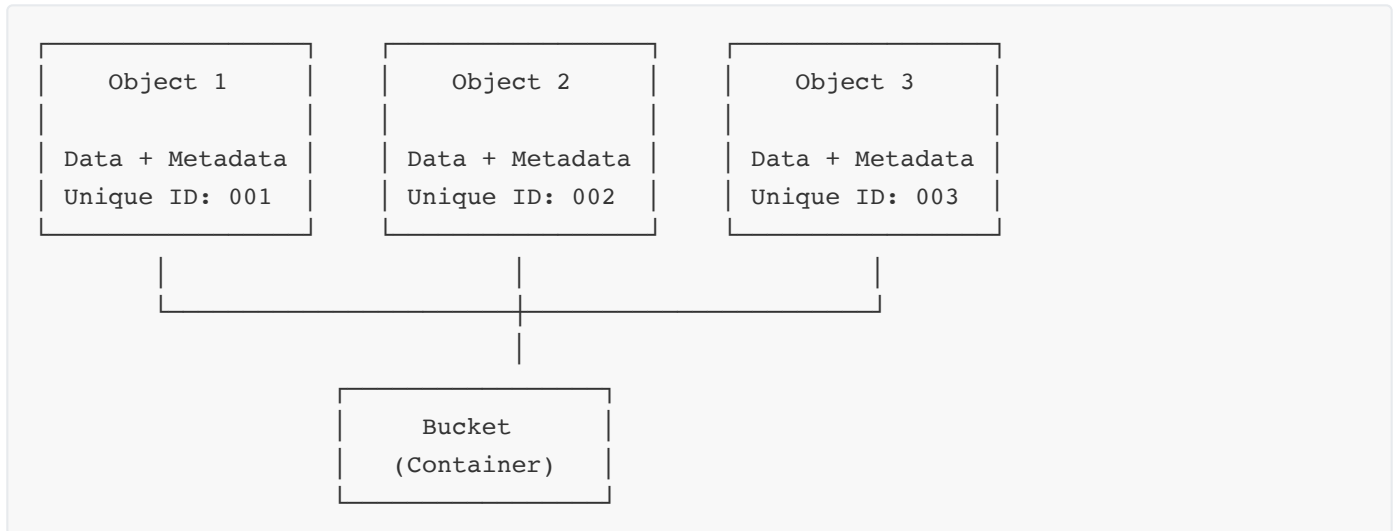 Object 1 Object 2 Object 3
Data + Metadata Data + Metadata Data + Metadata
Unique ID: 001 Unique ID: 002 Unique ID: 003
Bucket
(Container)